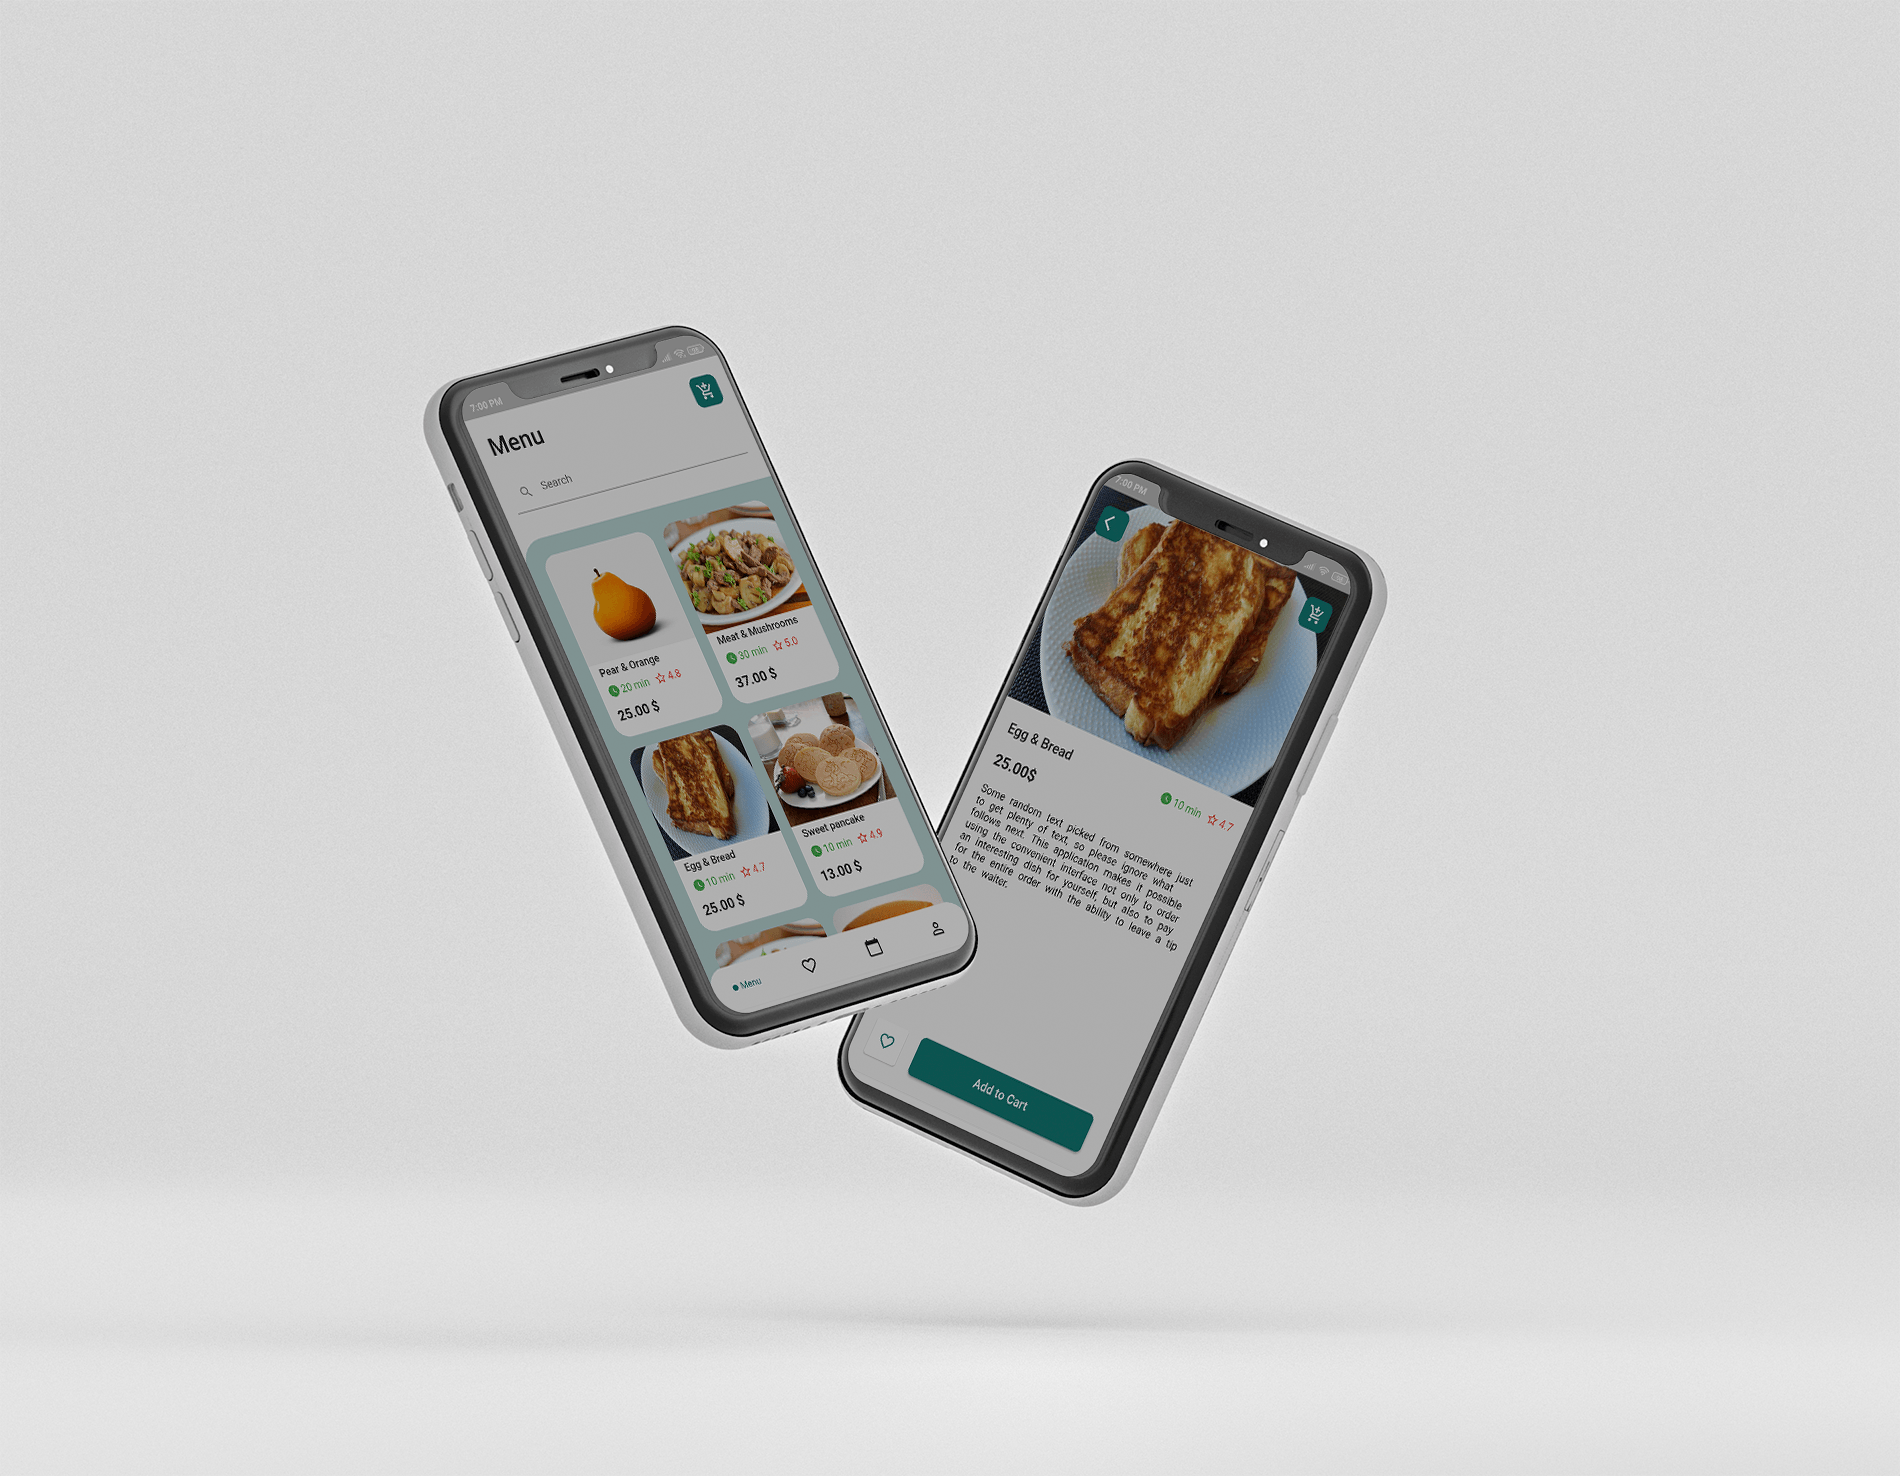 7:00 PM
Menu
Search
Pear & Orange
20 min 4.8
25.00 $
Meat & Mushrooms
30 min 5.0
37.00 $
Egg & Bread
10 min 4.7
25.00 $
Sweet pancake
10 min 4.9
13.00 $
Menu
7:00 PM
Egg & Bread
25.00$
10 min 4.7
Some random text picked from somewhere just
to get plenty of text, so please ignore what
follows next. This application makes it possible
using the convenient interface not only to order
an interesting dish for yourself, but also to pay
for the entire order with the ability to leave a tip
to the waiter.
Add to Cart